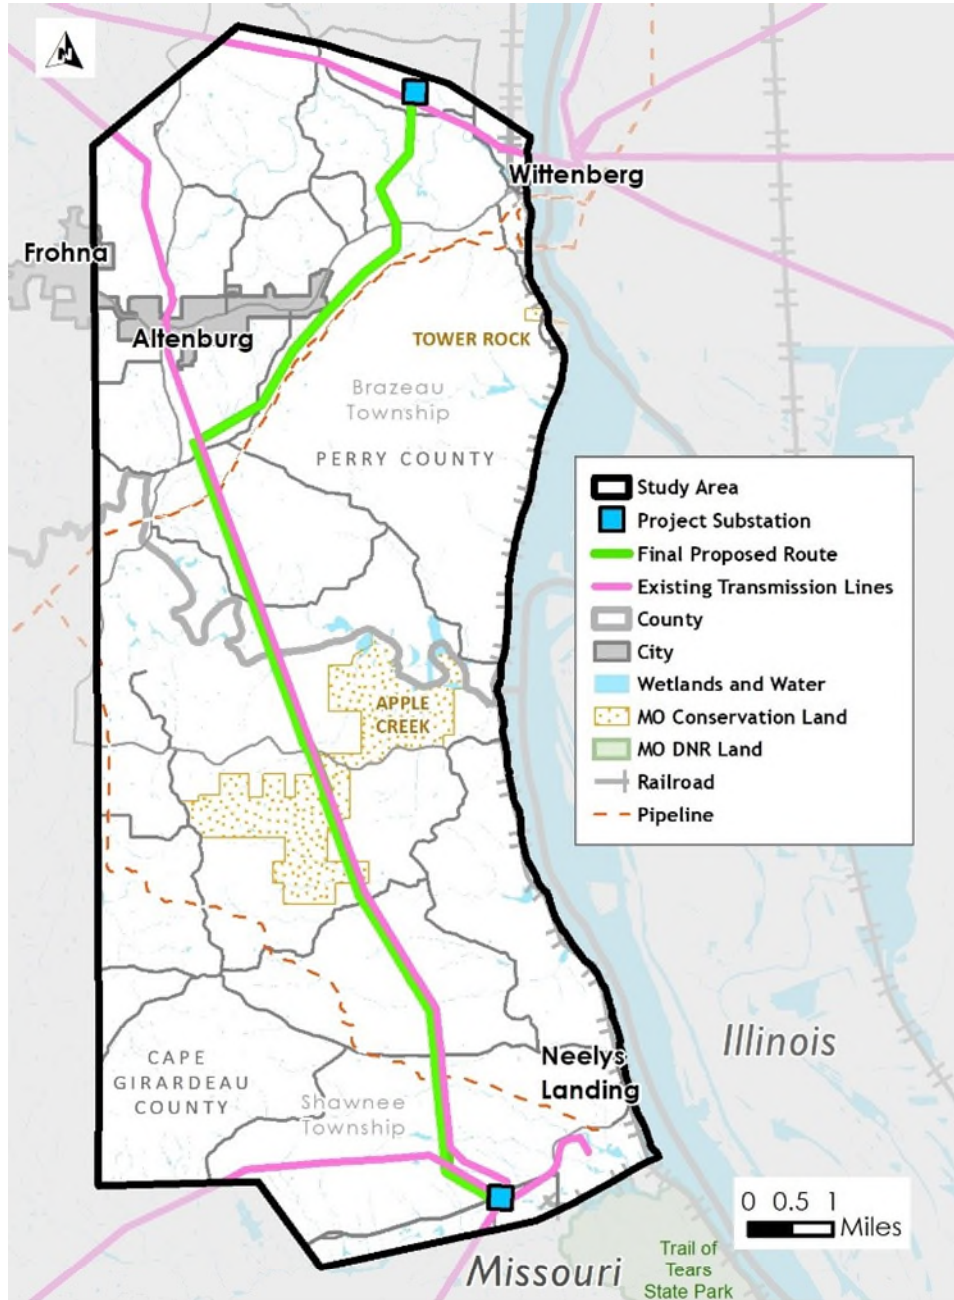 N
Wittenberg
Frohna
Altenburg
TOWER ROCK
Brazeau
Township
PERRY COUNTY
Study Area
Project Substation
Final Proposed Route
Existing Transmission Lines
County
City
Wetlands and Water
MO Conservation Land
MO DNR Land
Railroad
Pipeline
APPLE
CREEK
Illinois
Neelys
Landing
CAPE
GIRARDEAU
COUNTY
Shawnee
Township
0 0.5 1
Miles
Missouri
Trail of
Tears
State Park